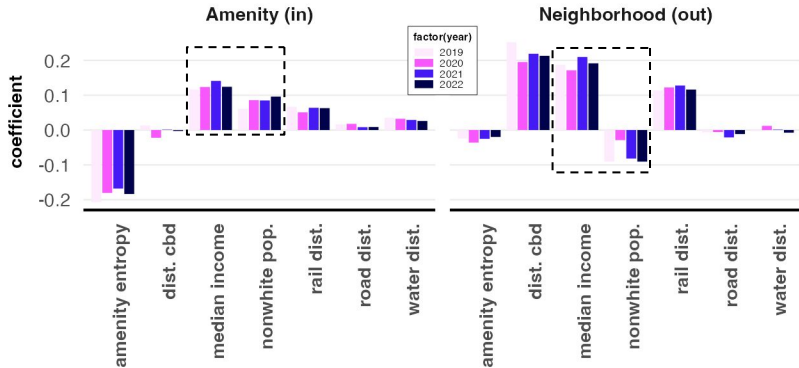 Amenity (in)
Neighborhood (out)
factor(year)
2019
2020
2021
2022
coefficient
0.2
0.1
0.0
-0.1
-0.2
amenity entropy
dist. cbd
median income
nonwhite pop.
rail dist.
road dist.
water dist.
amenity entropy
dist. cbd
median income
nonwhite pop.
rail dist.
road dist.
water dist.